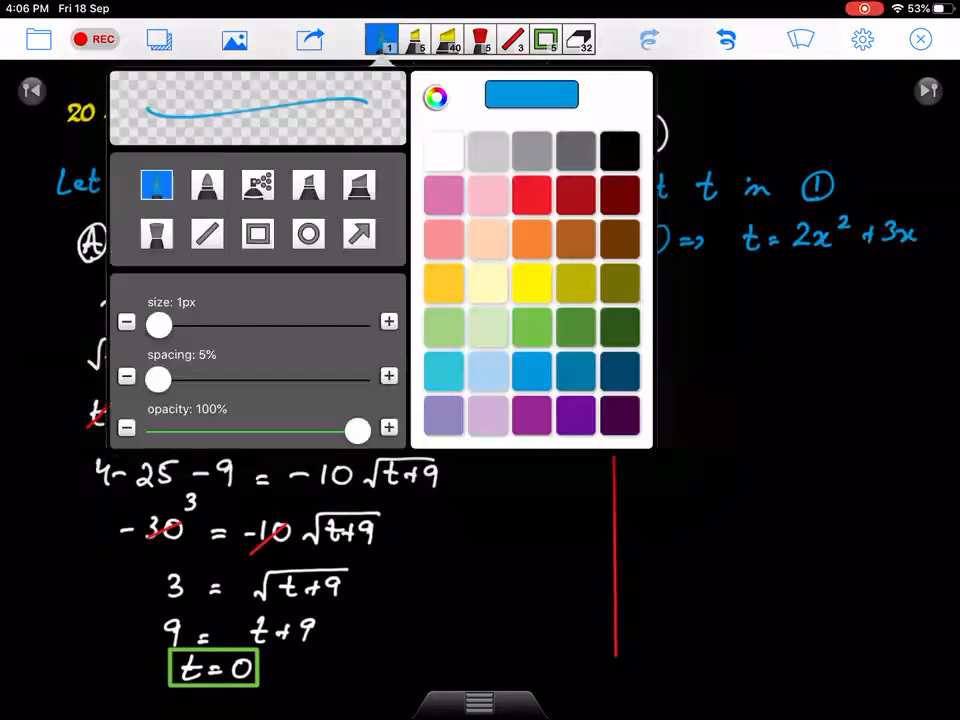 4:06 PM Fri 18 Sep 53%
REC 1 5 40 5 3 5 32
20
Let t t in ①
Ⓐ ) => t = 2x² + 3x
size: 1px
spacing: 5%
opacity: 100%
4 - 25 - 9 = -10 √t+9
3
-30 = -10 √t+9
3 = √t+9
9 = t+9
t = 0